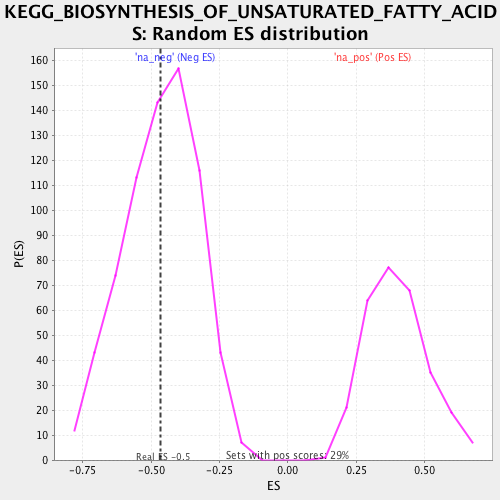 KEGG_BIOSYNTHESIS_OF_UNSATURATED_FATTY_ACID
S: Random ES distribution
'na_neg' (Neg ES) 'na_pos' (Pos ES)
160
150
140
130
120
110
100
90
80
70
60
50
40
30
20
10
0
P(ES)
Real ES -0.5 Sets with pos scores: 29%
-0.75 -0.50 -0.25 0.00 0.25 0.50
ES